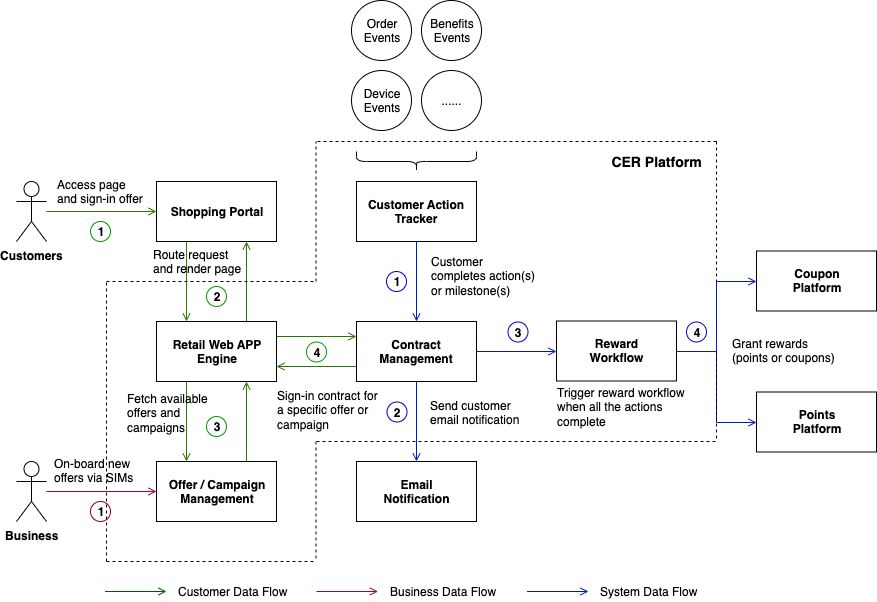 Order
Events
Benefits
Events
Device
Events
......
CER Platform
Access page
and sign-in offer
1
Customers
Shopping Portal
Customer Action
Tracker
Route request
and render page
2
1
Customer
completes action(s)
or milestone(s)
Coupon
Platform
Retail Web APP
Engine
4
Contract
Management
3
Reward
Workflow
4
Grant rewards
(points or coupons)
Fetch available
offers and
campaigns
3
Sign-in contract for
a specific offer or
campaign
2
Send customer
email notification
Trigger reward workflow
when all the actions
complete
Points
Platform
On-board new
offers via SIMs
1
Business
Offer / Campaign
Management
Email
Notification
Customer Data Flow
Business Data Flow
System Data Flow